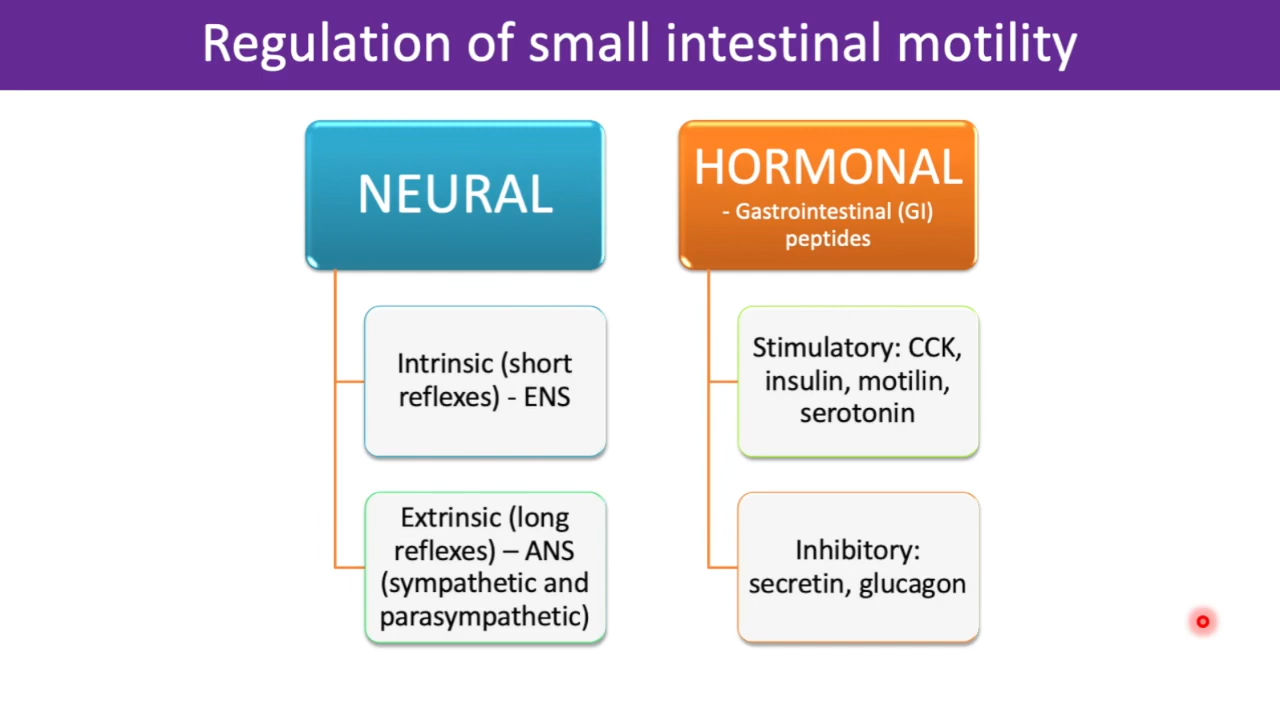 Regulation of small intestinal motility
NEURAL
Intrinsic (short
reflexes) - ENS
Extrinsic (long
reflexes) – ANS
(sympathetic and
parasympathetic)
HORMONAL
- Gastrointestinal (GI)
peptides
Stimulatory: CCK,
insulin, motilin,
serotonin
Inhibitory:
secretin, glucagon